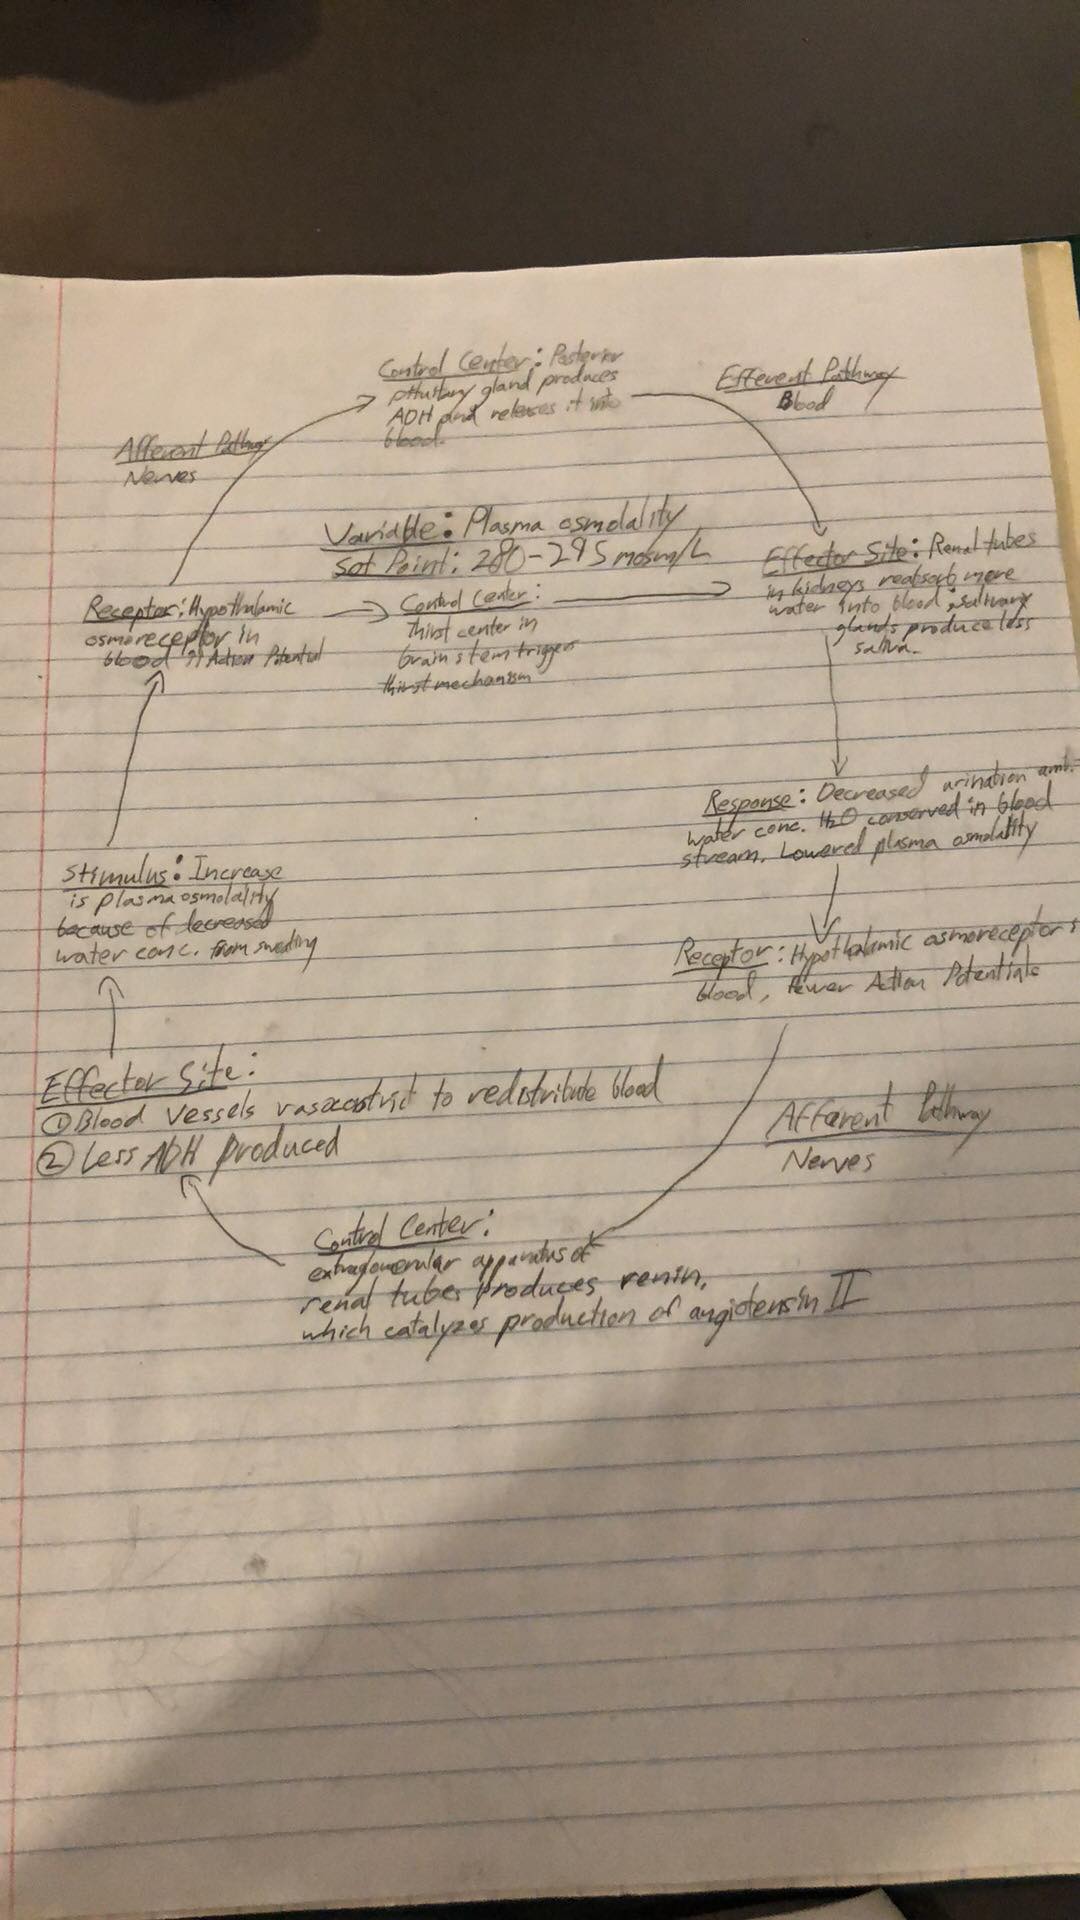 Control Center: Posterior
pituitary gland produces
ADH and releases it into
blood.
Efferent Pathway
Blood
Afferent Pathway
Nerves
Variable: Plasma osmolality
Set Point: 280-295 mosm/L
Receptor: Hypothalamic
osmoreceptor in
blood ↑ Action Potential
Control Center:
Thirst center in
brain stem triggers
thirst mechanism
Effector Site: Renal tubes
in kidneys reabsorb more
water into blood; salivary
glands produce less
saliva.
Response: Decreased urination amt.
water conc. H₂O conserved in blood
stream. Lowered plasma osmolality
Stimulus: Increase
is plasma osmolality
because of decreased
water conc. from sweating
Receptor: Hypothalamic osmoreceptor
blood, fewer Action Potentials
Effector Site:
① Blood vessels vasoconstrict to redistribute blood
② Less ADH produced
Afferent Pathway
Nerves
Control Center:
apparatus of
renal tubes produces renin,
which catalyzes production of angiotensin II